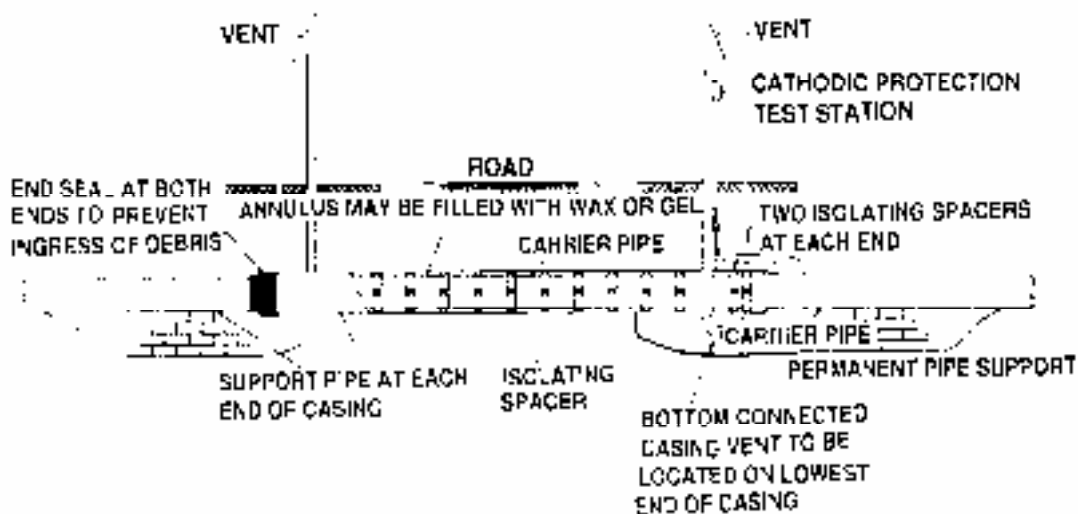 VENT
VENT
CATHODIC PROTECTION
TEST STATION
ROAD
END SEAL AT BOTH
ENDS TO PREVENT
INGRESS OF DEBRIS
ANNULUS MAY BE FILLED WITH WAX OR GEL
TWO ISOLATING SPACERS
AT EACH END
CARRIER PIPE
CARRIER PIPE
PERMANENT PIPE SUPPORT
SUPPORT PIPE AT EACH
END OF CASING
ISOLATING
SPACER
BOTTOM CONNECTED
CASING VENT TO BE
LOCATED ON LOWEST
END OF CASING